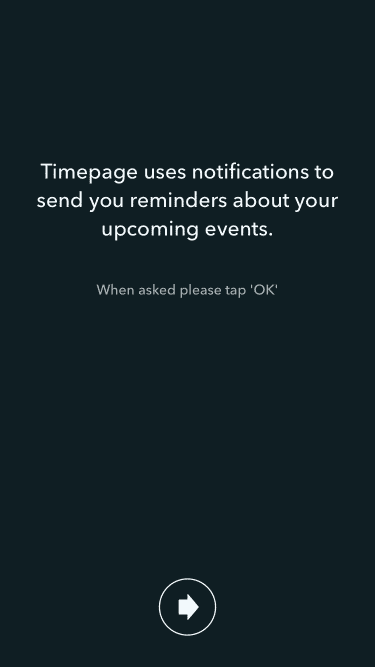 Timepage uses notifications to
send you reminders about your
upcoming events.
When asked please tap 'OK'